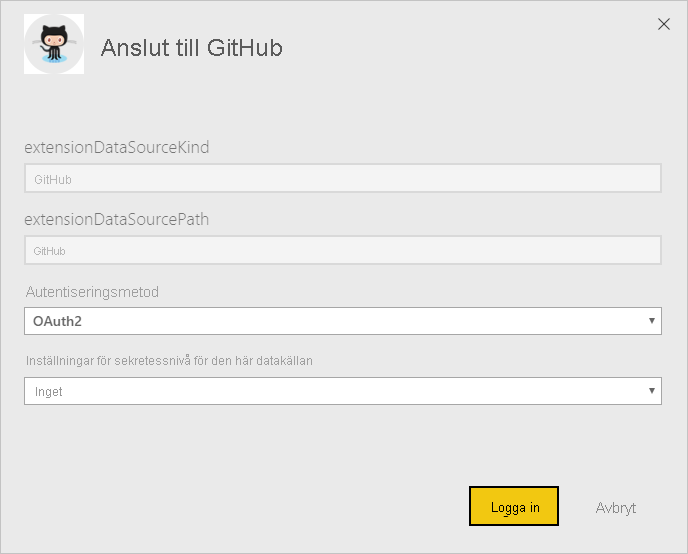 Anslut till GitHub
extensionDataSourceKind
GitHub
extensionDataSourcePath
GitHub
Autentiseringsmetod
OAuth2
Inställningar för sekretessnivå för den här datakällan
Inget
Logga in
Avbryt